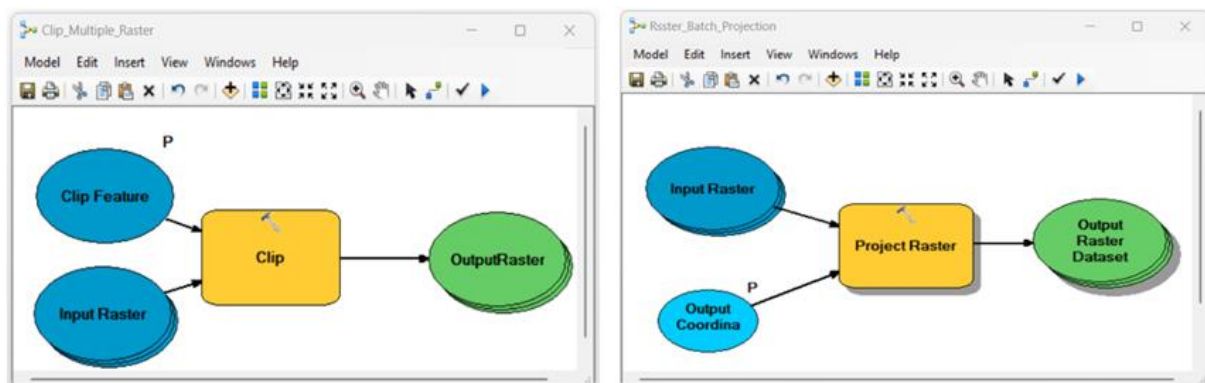 Clip_Multiple_Raster
Model Edit Insert View Windows Help
P
Clip Feature
Clip
OutputRaster
Input Raster
Rsster_Batch_Projection
Model Edit Insert View Windows Help
Input Raster
Project Raster
Output
Raster
Dataset
P
Output
Coordina